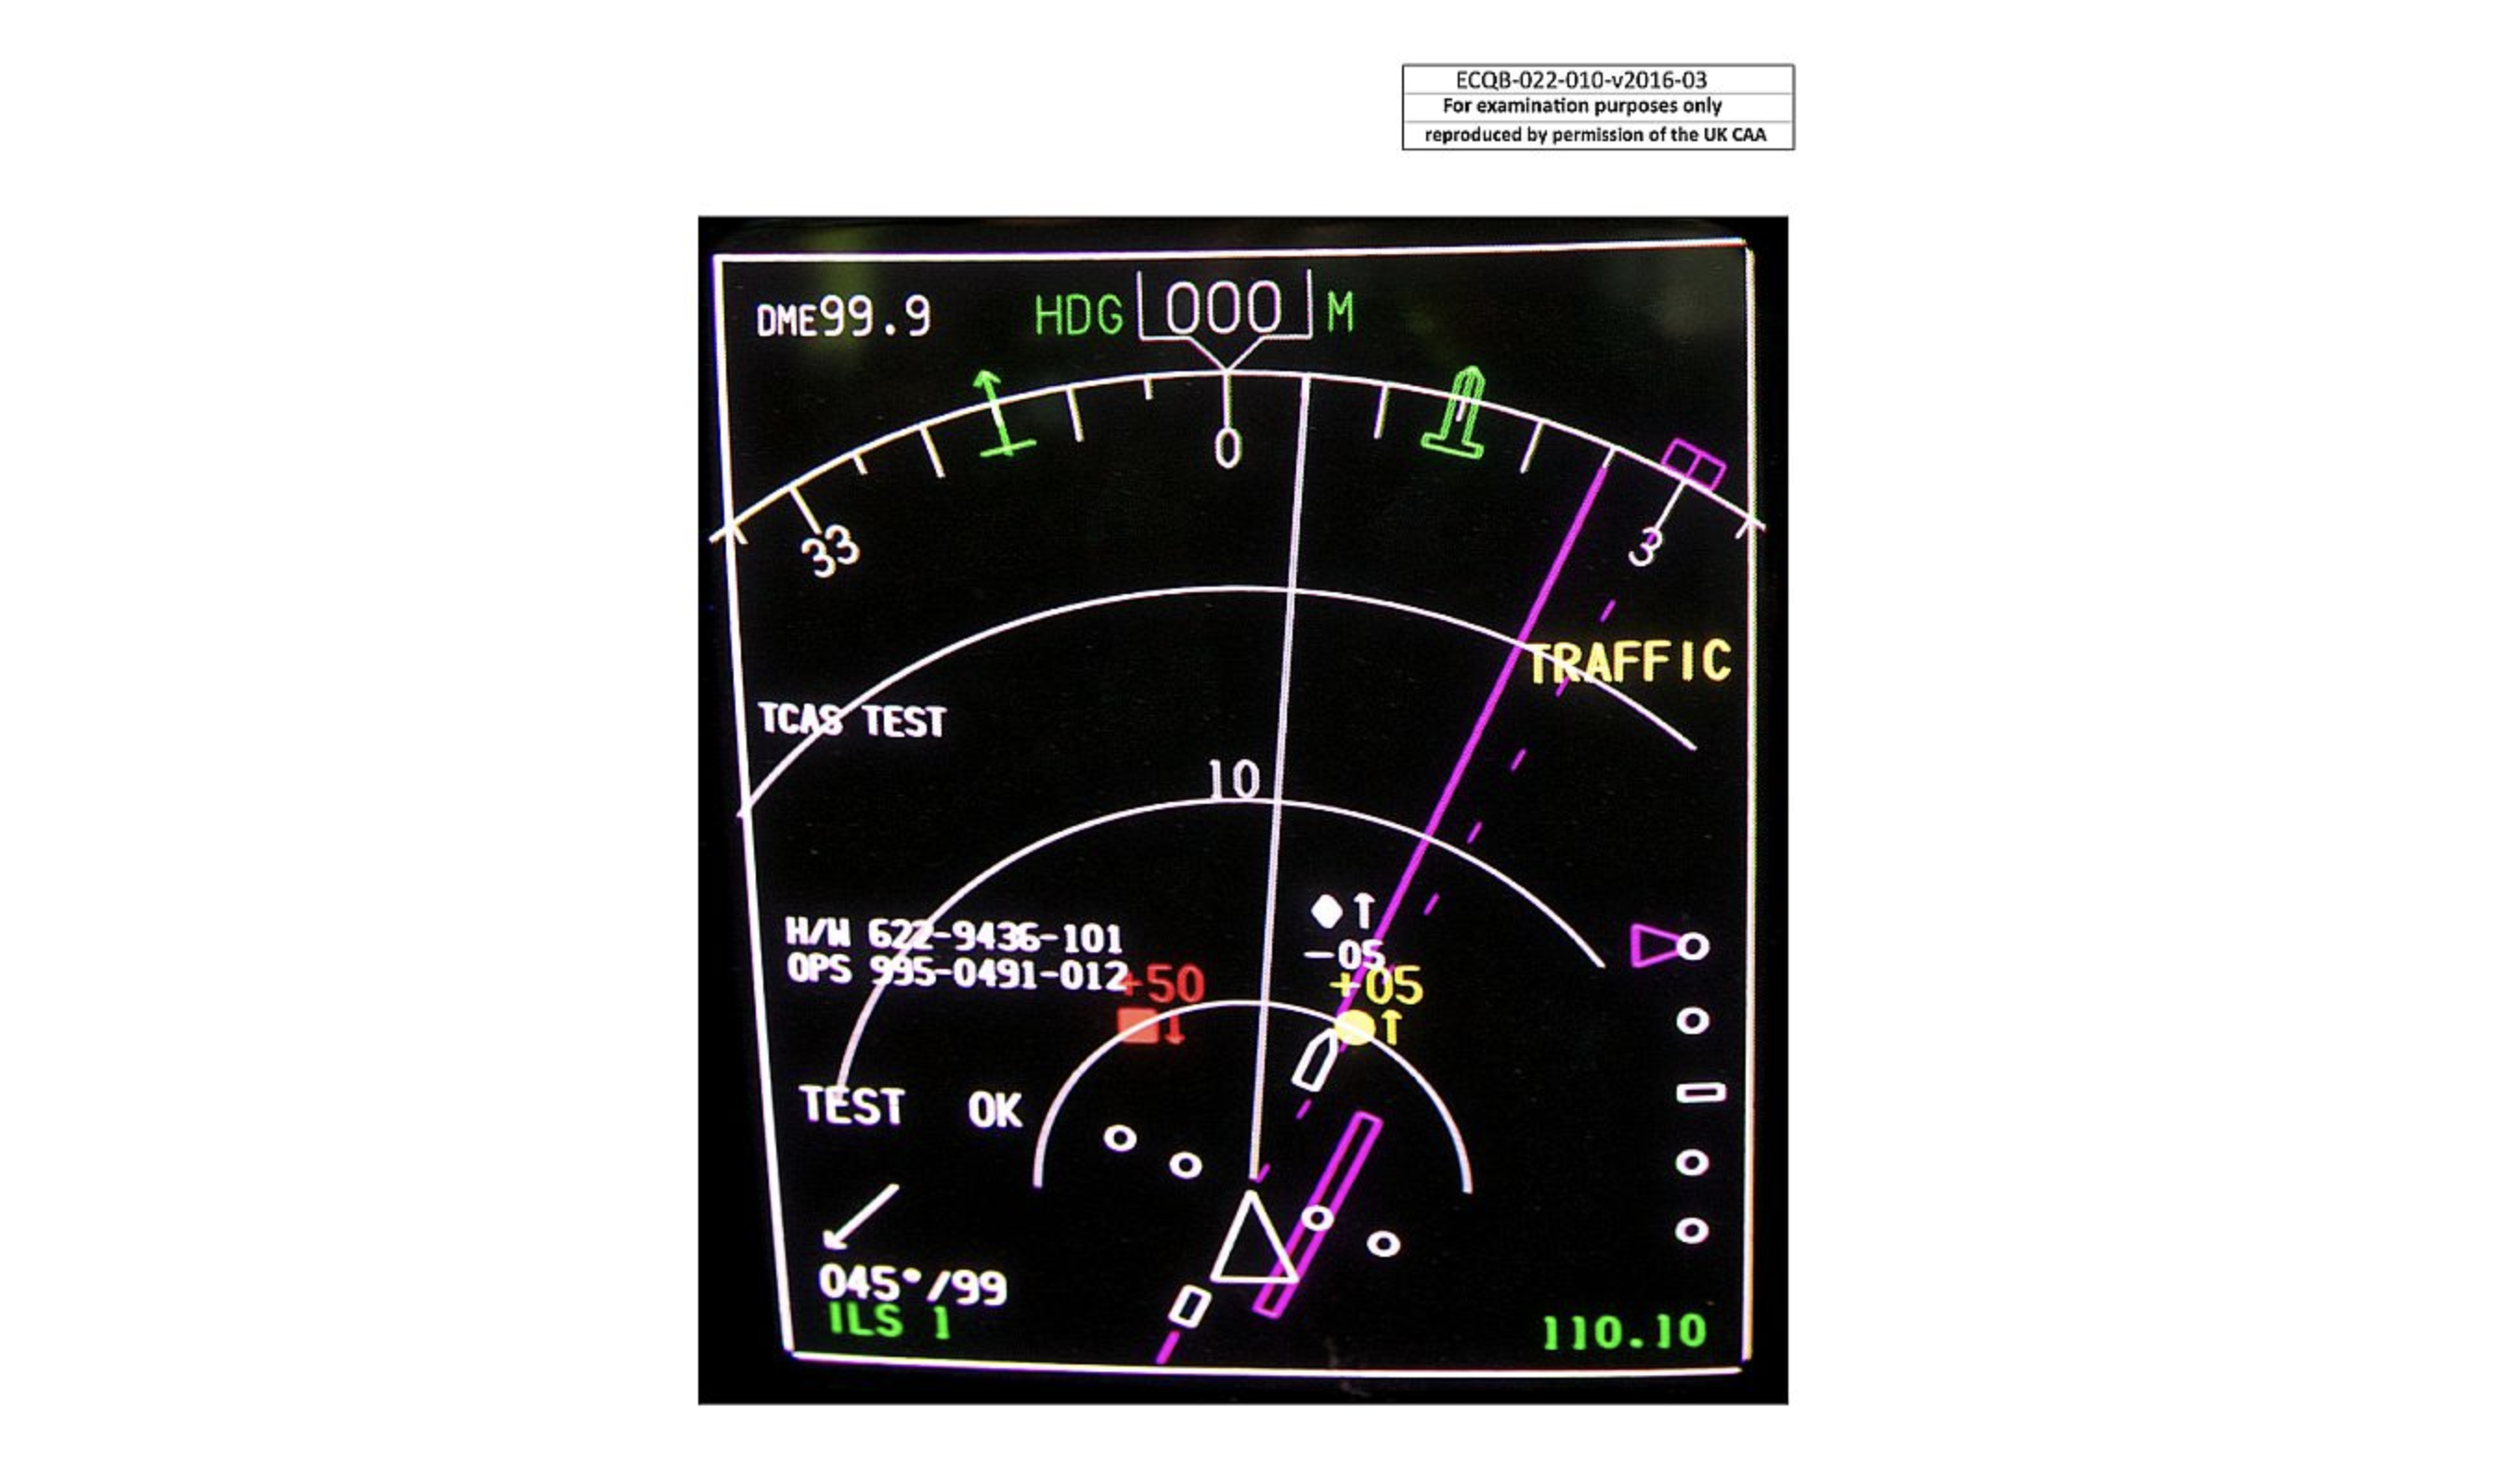 ECQB-022-010-v2016-03
For examination purposes only
reproduced by permission of the UK CAA
DME99.9 HDG 000 M
0
33
3
TRAFFIC
TCAS TEST
10
H/W 622-9436-101
-05
OPS 995-0491-012
+50
+05
TEST OK
045°/99
ILS 1
110.10